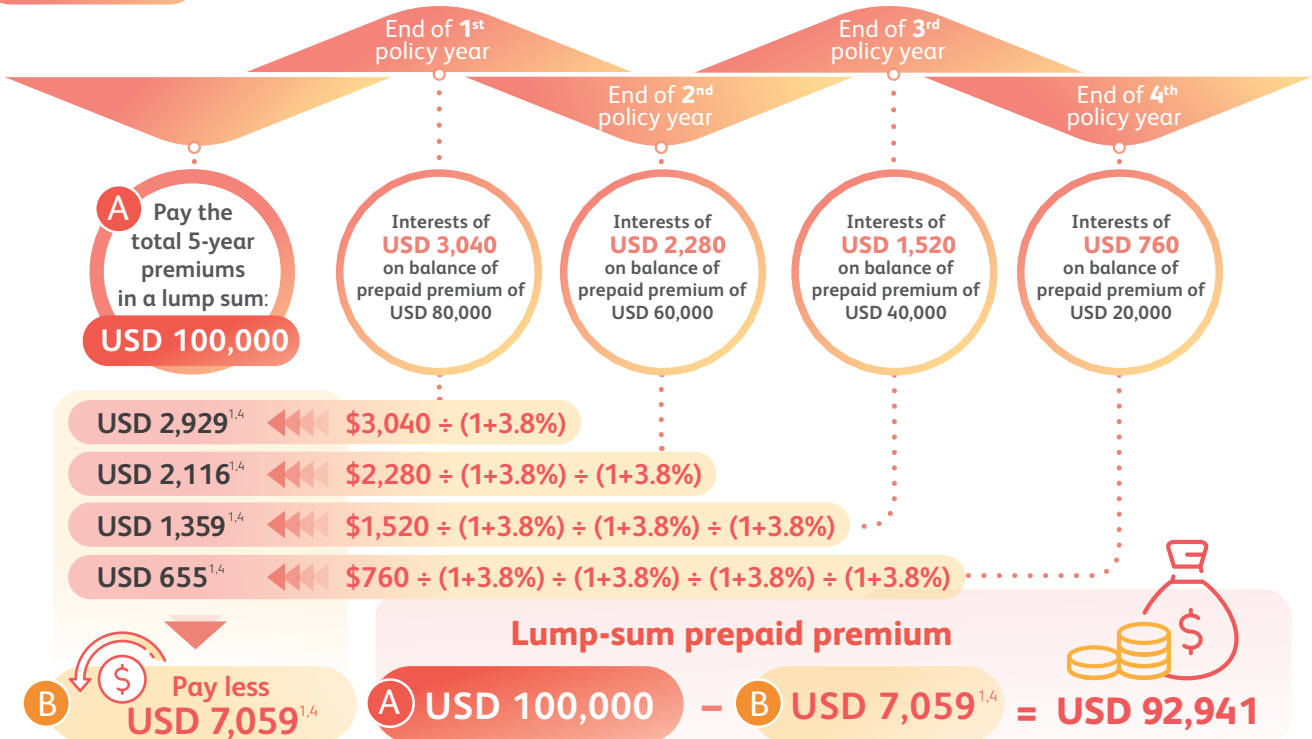 End of 1st
policy year
End of 2nd
policy year
End of 3rd
policy year
End of 4th
policy year
A
Pay the
total 5-year
premiums
in a lump sum:
USD 100,000
Interests of
USD 3,040
on balance of
prepaid premium of
USD 80,000
Interests of
USD 2,280
on balance of
prepaid premium of
USD 60,000
Interests of
USD 1,520
on balance of
prepaid premium of
USD 40,000
Interests of
USD 760
on balance of
prepaid premium of
USD 20,000
USD 2,929 1,4 $3,040 ÷ (1+3.8%)
USD 2,116 1,4 $2,280 ÷ (1+3.8%) ÷ (1+3.8%)
USD 1,359 1,4 $1,520 ÷ (1+3.8%) ÷ (1+3.8%) ÷ (1+3.8%)
USD 655 1,4 $760 ÷ (1+3.8%) ÷ (1+3.8%) ÷ (1+3.8%) ÷ (1+3.8%)
$
B
Pay less
USD 7,059 1,4
Lump-sum prepaid premium
A USD 100,000 – B USD 7,059 1,4 = USD 92,941
$